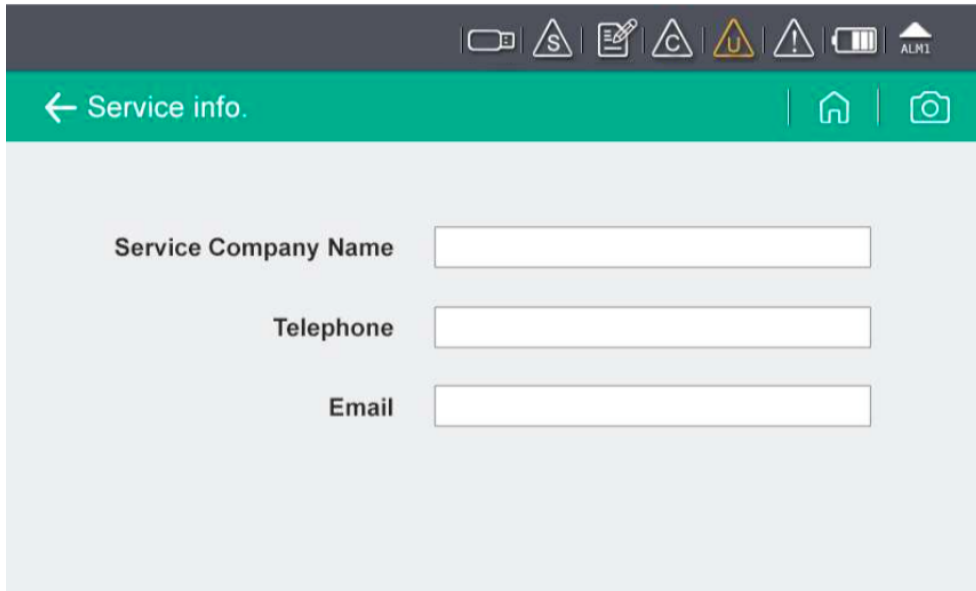 S C U ! ALM1
Service info.
Service Company Name
Telephone
Email